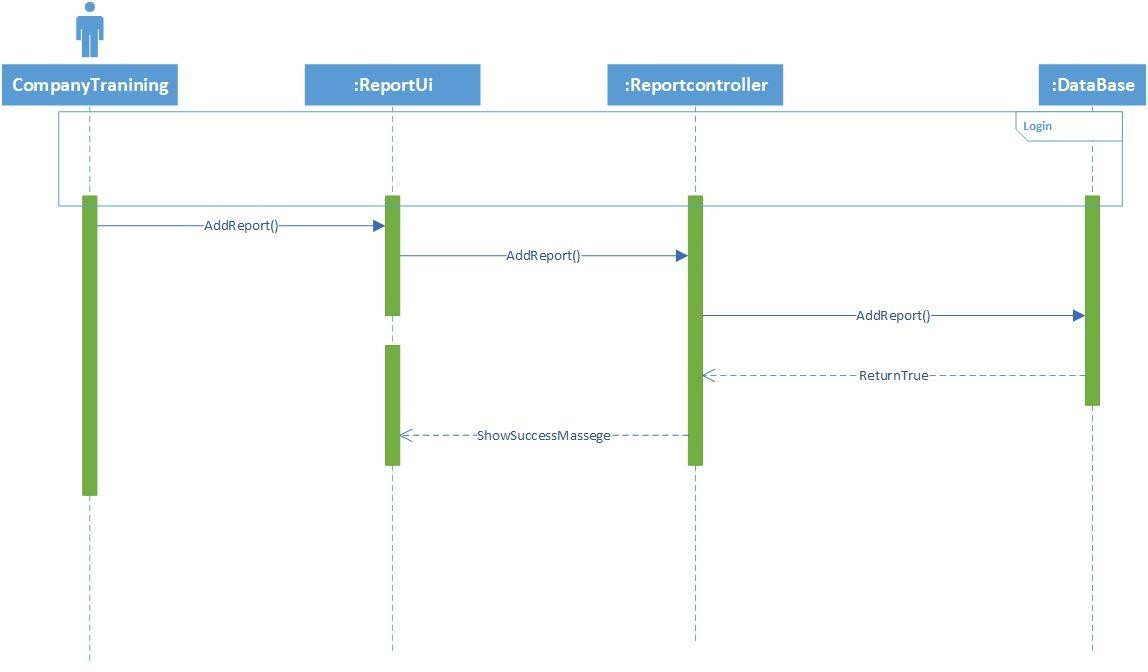 CompanyTranining
:ReportUi
:Reportcontroller
:DataBase
Login
AddReport()
AddReport()
AddReport()
ReturnTrue
ShowSuccessMassege